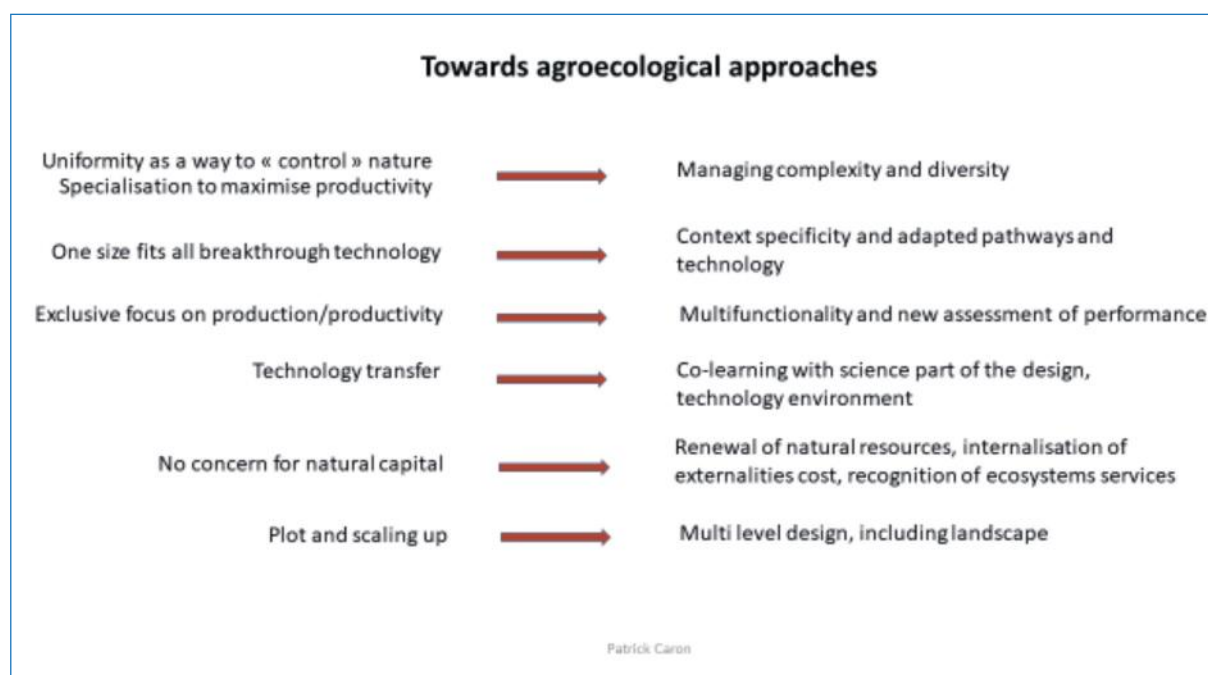 Towards agroecological approaches
Uniformity as a way to « control » nature
Specialisation to maximise productivity
Managing complexity and diversity
One size fits all breakthrough technology
Context specificity and adapted pathways and
technology
Exclusive focus on production/productivity
Multifunctionality and new assessment of performance
Technology transfer
Co-learning with science part of the design,
technology environment
No concern for natural capital
Renewal of natural resources, internalisation of
externalities cost, recognition of ecosystems services
Plot and scaling up
Multi level design, including landscape
Patrick Caron